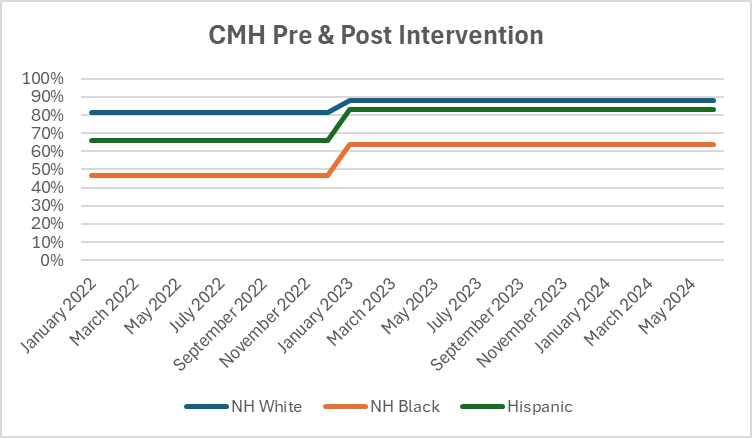 CMH Pre & Post Intervention
100%
90%
80%
70%
60%
50%
40%
30%
20%
10%
0%
January 2022
March 2022
May 2022
July 2022
September 2022
November 2022
January 2023
March 2023
May 2023
July 2023
September 2023
November 2023
January 2024
March 2024
May 2024
NH White
NH Black
Hispanic